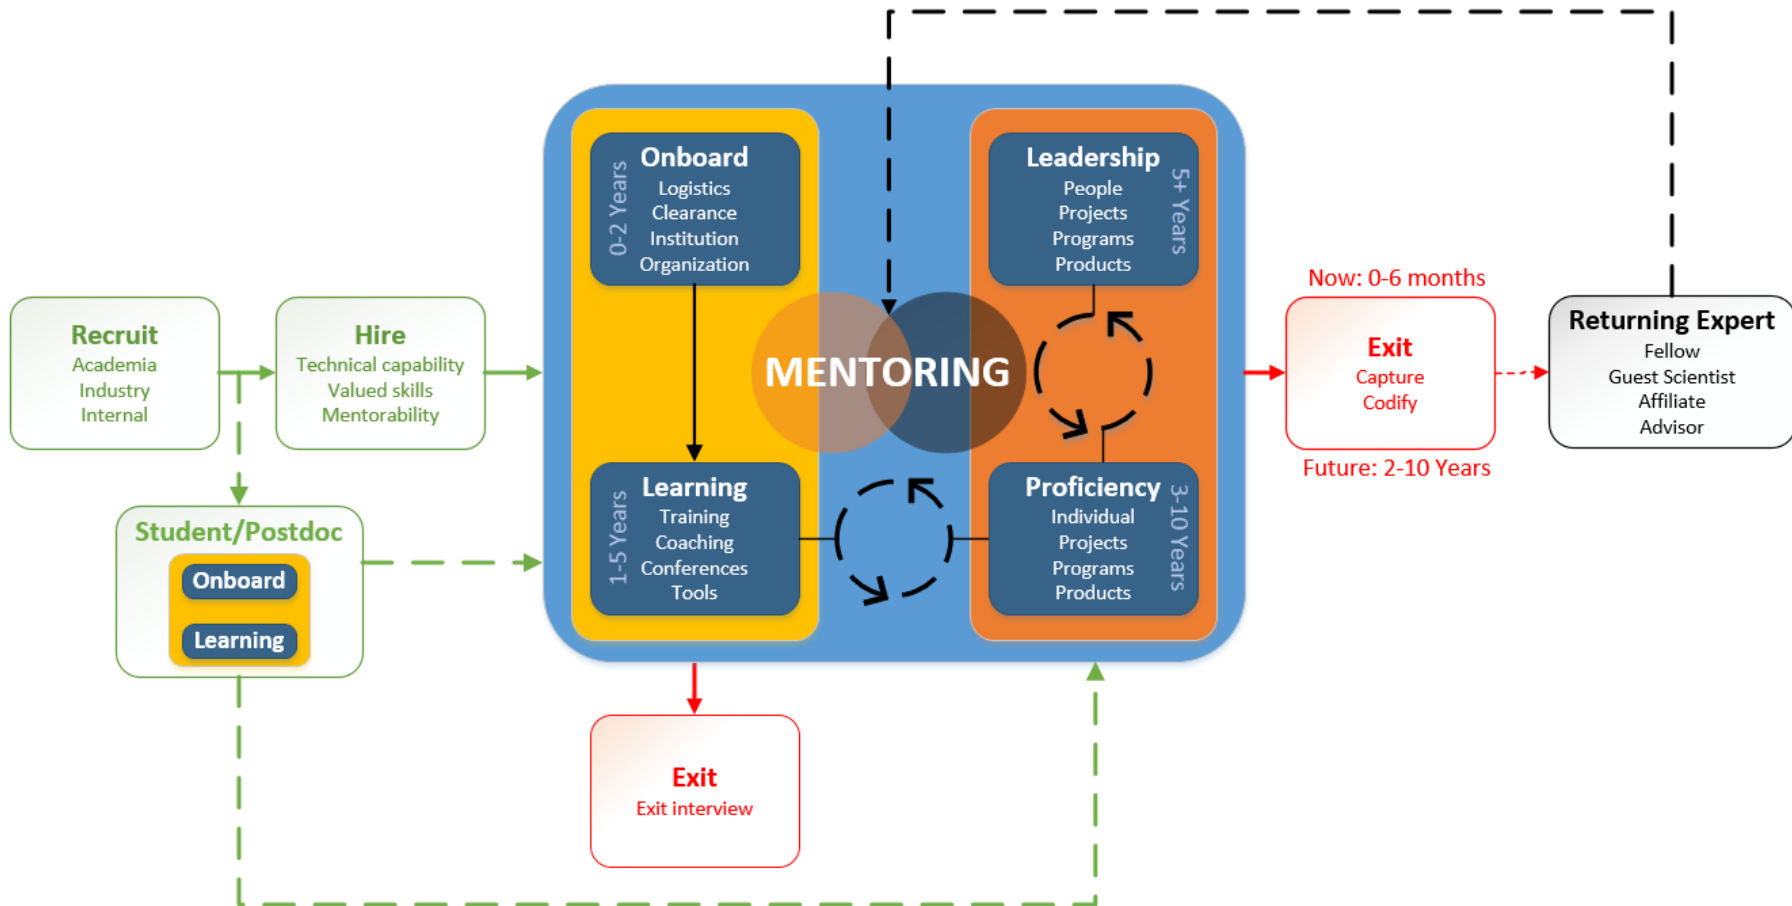 Recruit
Academia
Industry
Internal
Hire
Technical capability
Valued skills
Mentorability
Student/Postdoc
Onboard
Learning
0-2 Years
Onboard
Logistics
Clearance
Institution
Organization
1-5 Years
Learning
Training
Coaching
Conferences
Tools
MENTORING
Leadership
People
Projects
Programs
Products
5+ Years
Proficiency
Individual
Projects
Programs
Products
3-10 Years
Exit
Exit interview
Now: 0-6 months
Exit
Capture
Codify
Future: 2-10 Years
Returning Expert
Fellow
Guest Scientist
Affiliate
Advisor